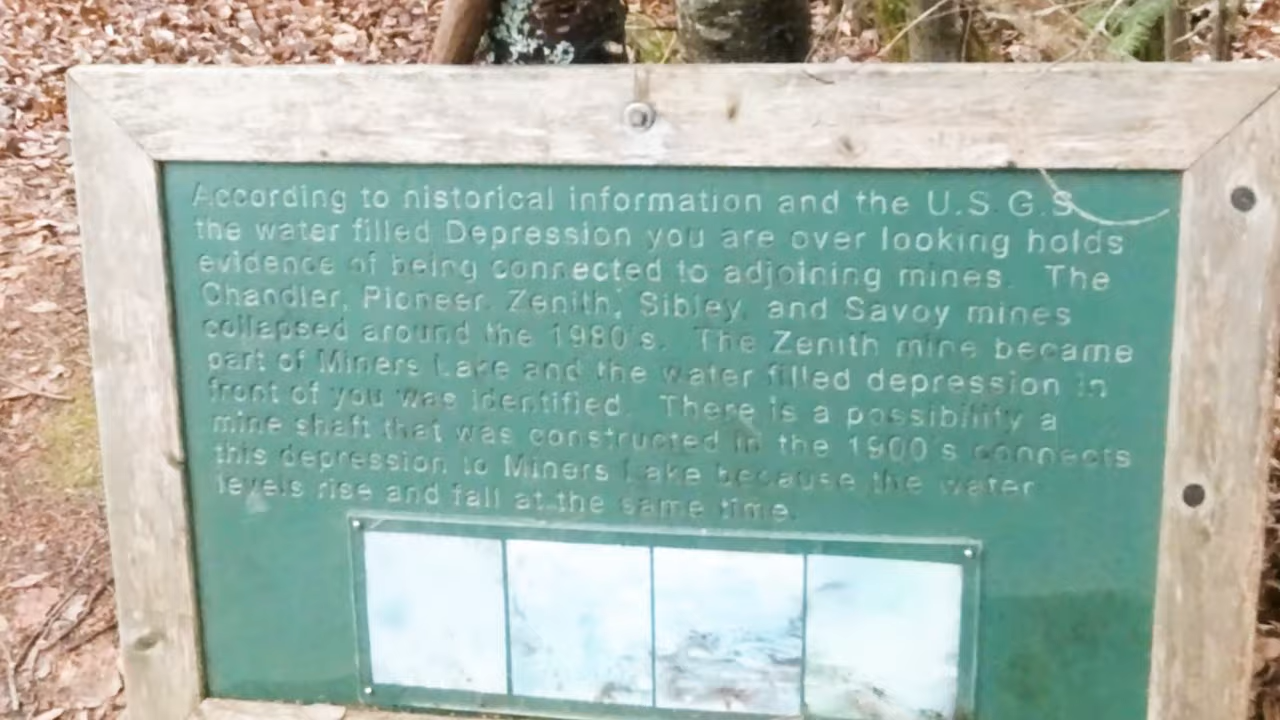 According to historical information and the U.S.G.S
the water filled Depression you are over looking holds
evidence of being connected to adjoining mines. The
Chandler, Pioneer, Zenith, Sibley, and Savoy mines
collapsed around the 1980's. The Zenith mine became
part of Miners Lake and the water filled depression in
front of you was identified. There is a possibility a
mine shaft that was constructed in the 1900's connects
this depression to Miners Lake because the water
levels rise and fall at the same time.